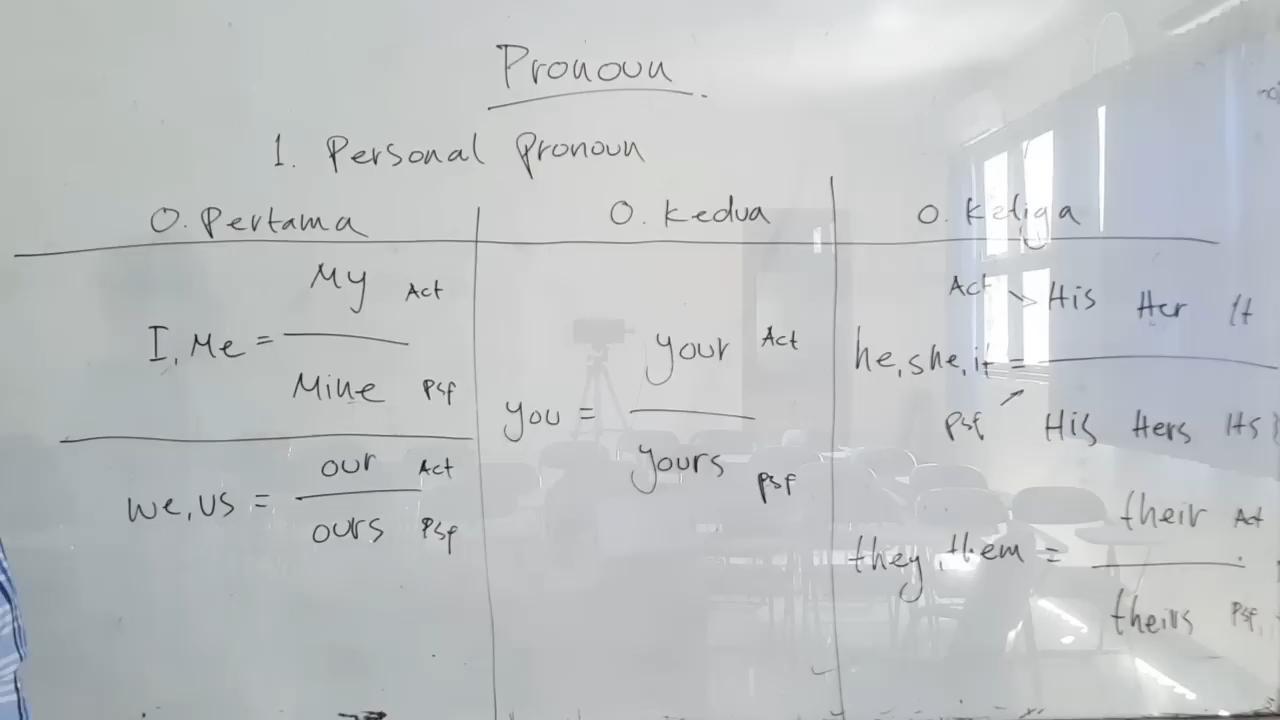 Pronoun
1. Personal Pronoun
O. Pertama
My Act
I, Me =
Mine Psf
our Act
we, us =
ours Psf
O. Kedua
your Act
you =
yours Psf
O. Ketiga
Act His Her It
he, she, it =
Psf His Hers Its
their Act
they, them =
theirs Psf.